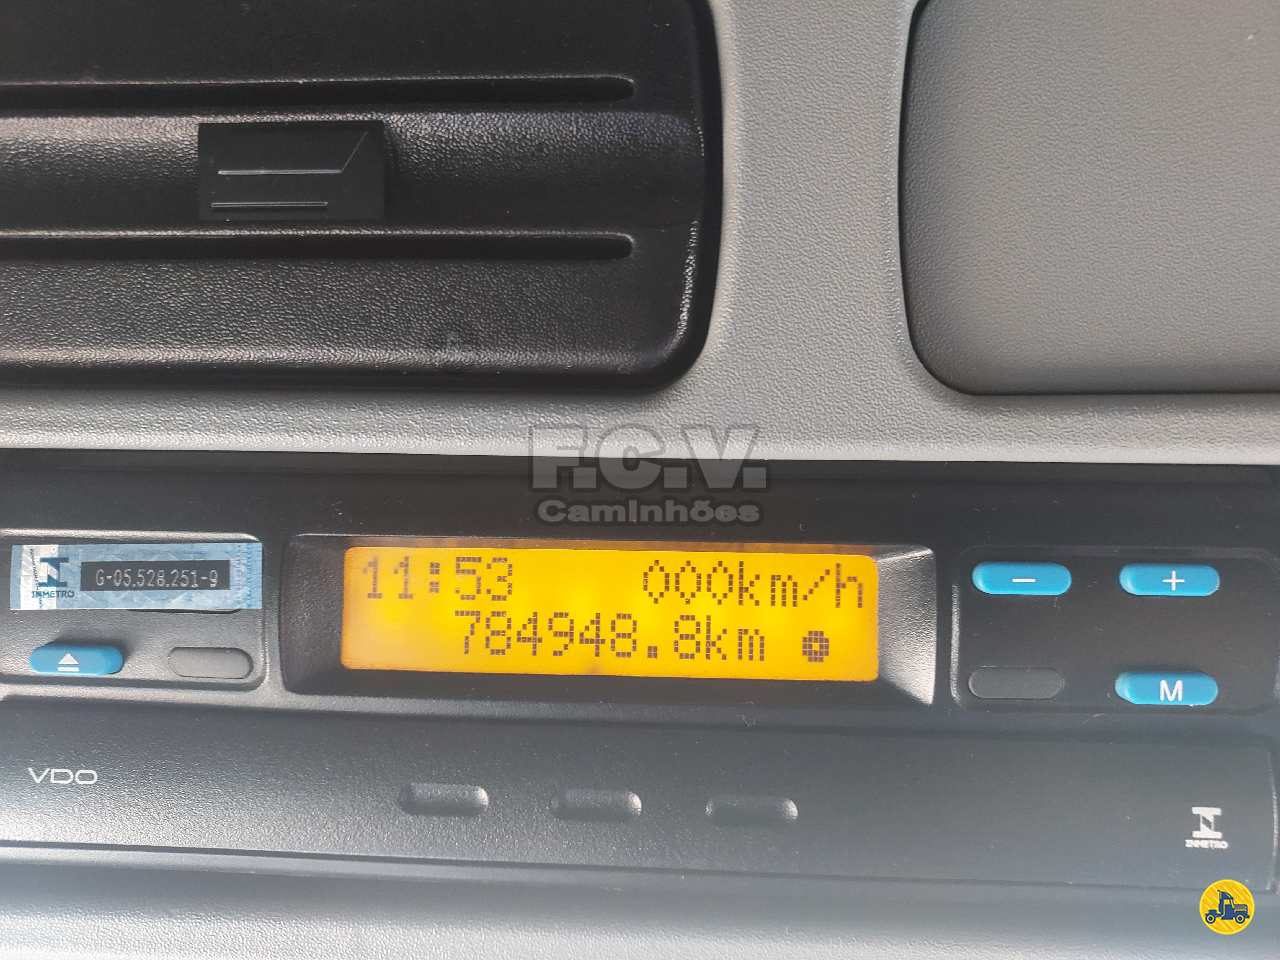 F.C.V.
Caminhões
INMETRO
G-05.528.251-9
11:53 000km/h
784948.8km
− +
M
VDO
INMETRO